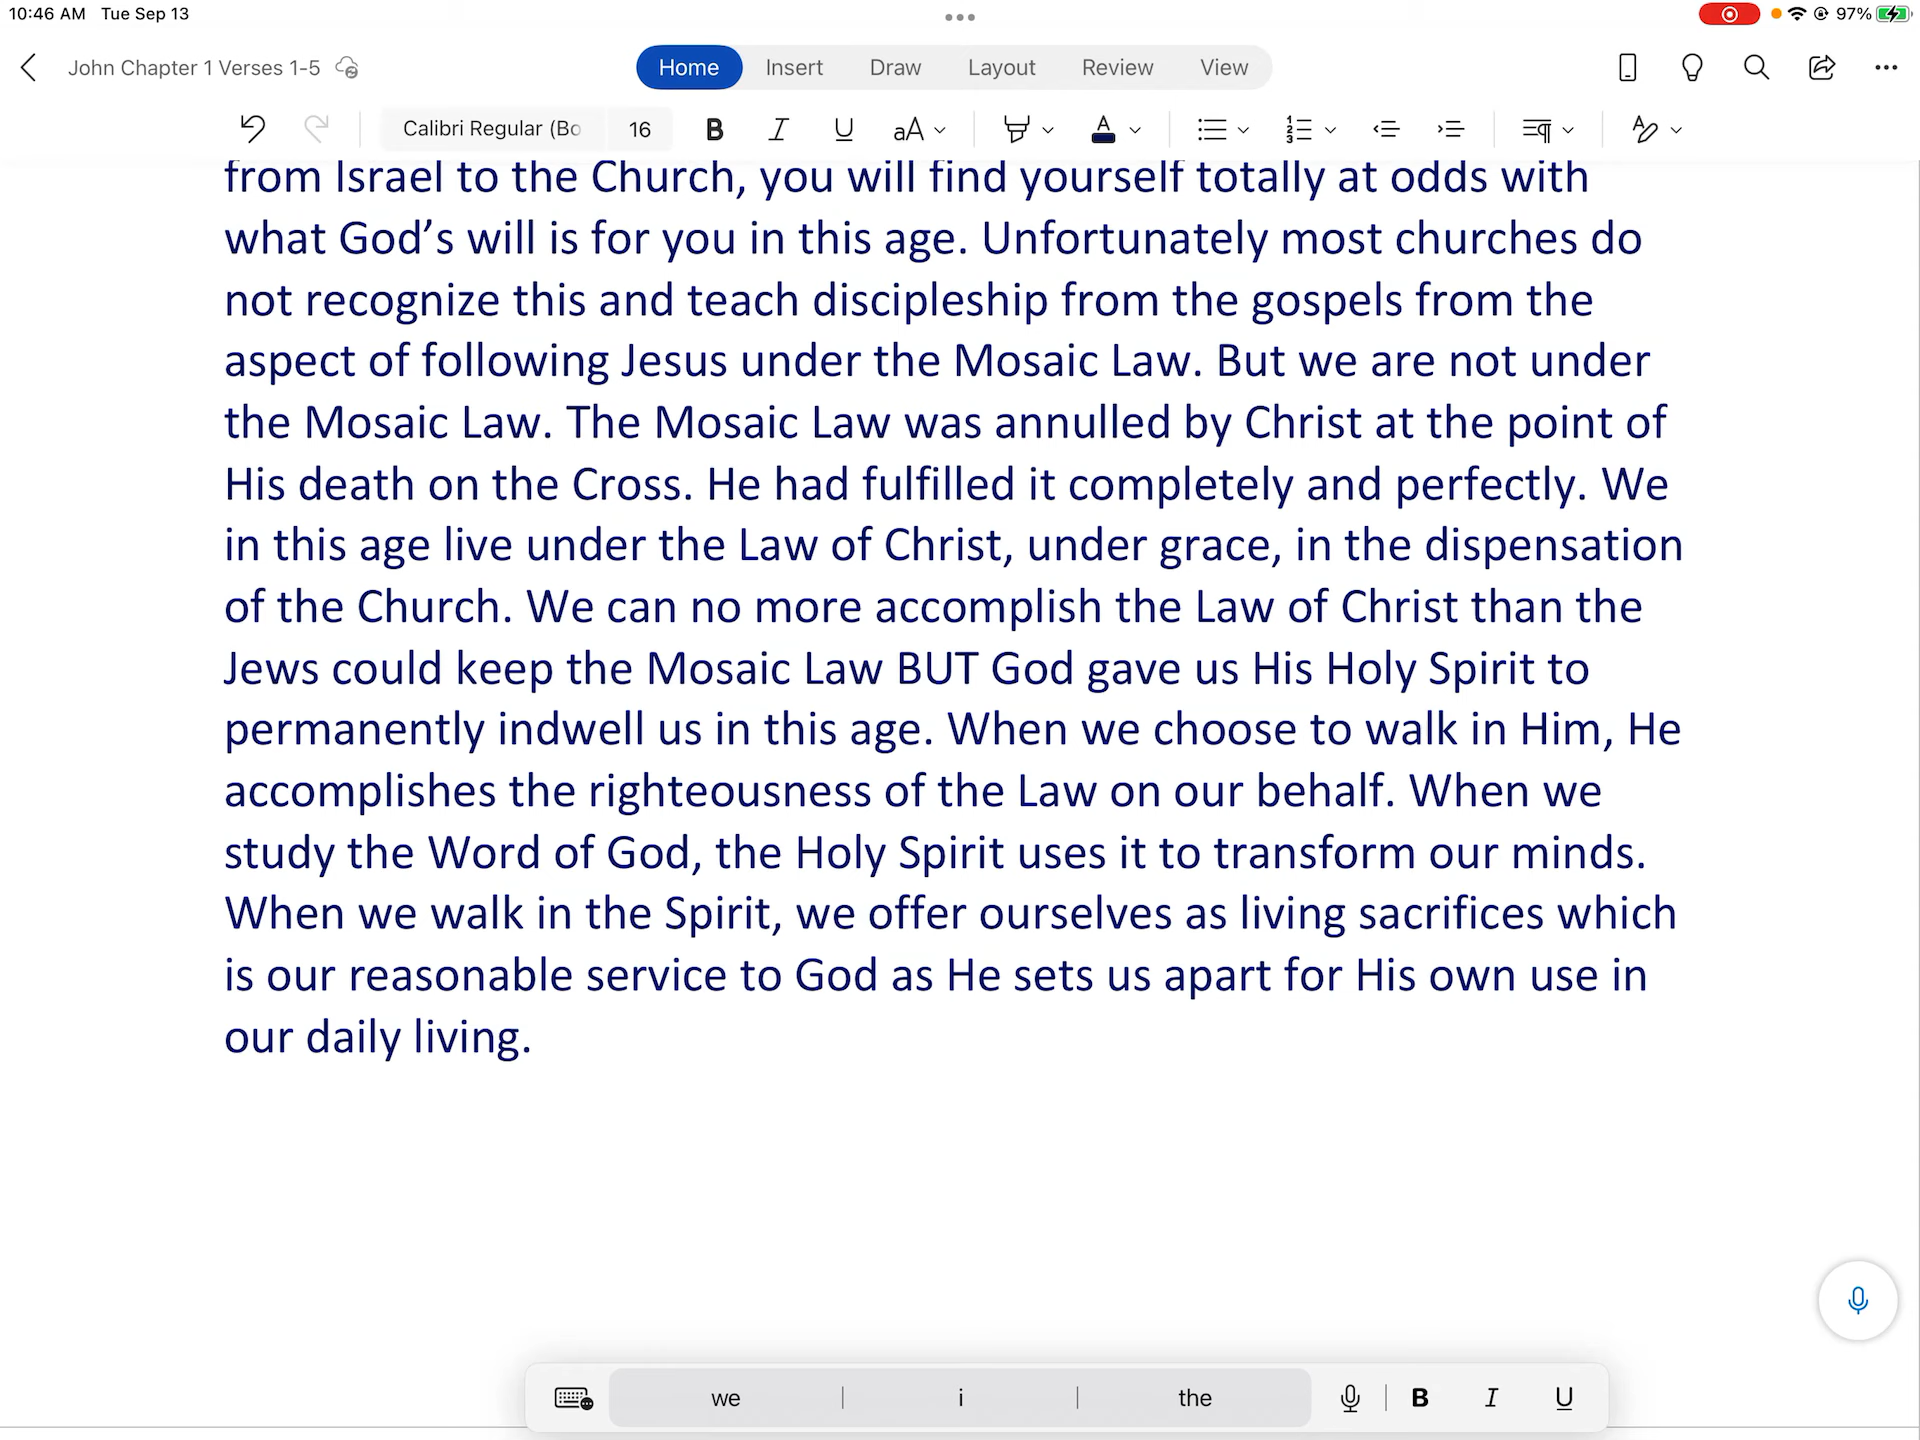 10:46 AM Tue Sep 13
97%
John Chapter 1 Verses 1-5
Home Insert Draw Layout Review View
Calibri Regular (Bo 16 B I U aA A
from Israel to the Church, you will find yourself totally at odds with
what God’s will is for you in this age. Unfortunately most churches do
not recognize this and teach discipleship from the gospels from the
aspect of following Jesus under the Mosaic Law. But we are not under
the Mosaic Law. The Mosaic Law was annulled by Christ at the point of
His death on the Cross. He had fulfilled it completely and perfectly. We
in this age live under the Law of Christ, under grace, in the dispensation
of the Church. We can no more accomplish the Law of Christ than the
Jews could keep the Mosaic Law BUT God gave us His Holy Spirit to
permanently indwell us in this age. When we choose to walk in Him, He
accomplishes the righteousness of the Law on our behalf. When we
study the Word of God, the Holy Spirit uses it to transform our minds.
When we walk in the Spirit, we offer ourselves as living sacrifices which
is our reasonable service to God as He sets us apart for His own use in
our daily living.
we i the B I U